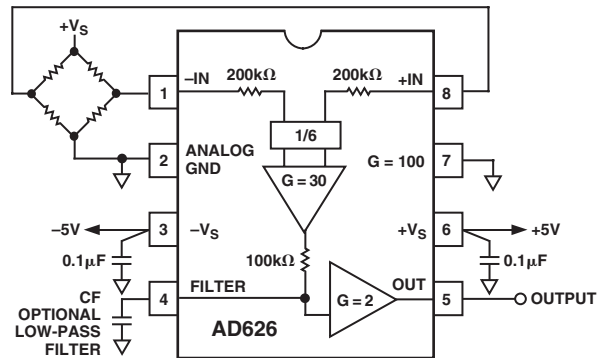 +VS
1
–IN
200kΩ
200kΩ
+IN
8
1/6
2
ANALOG
GND
G = 30
G = 100
7
–5V
3
–VS
+VS
6
+5V
0.1µF
100kΩ
0.1µF
CF
OPTIONAL
LOW-PASS
FILTER
4
FILTER
G = 2
OUT
5
OUTPUT
AD626